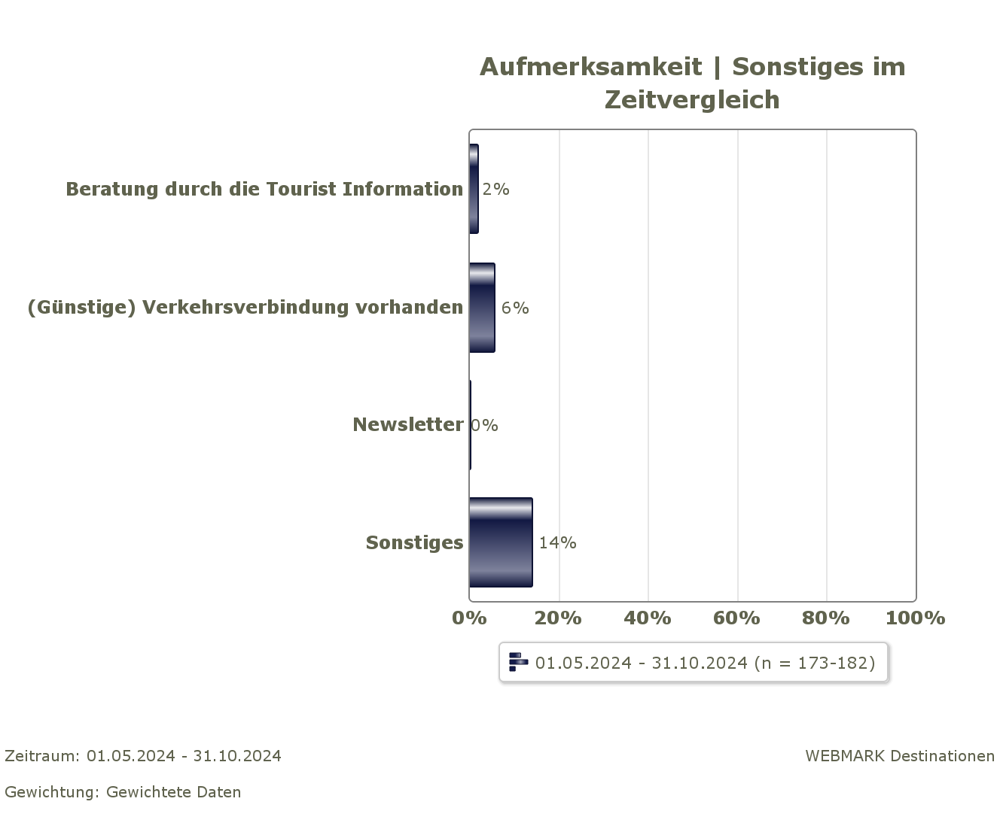 Aufmerksamkeit | Sonstiges im
Zeitvergleich
Beratung durch die Tourist Information
2%
(Günstige) Verkehrsverbindung vorhanden
6%
Newsletter
0%
Sonstiges
14%
0% 20% 40% 60% 80% 100%
01.05.2024 - 31.10.2024 (n = 173-182)
Zeitraum: 01.05.2024 - 31.10.2024
WEBMARK Destinationen
Gewichtung: Gewichtete Daten